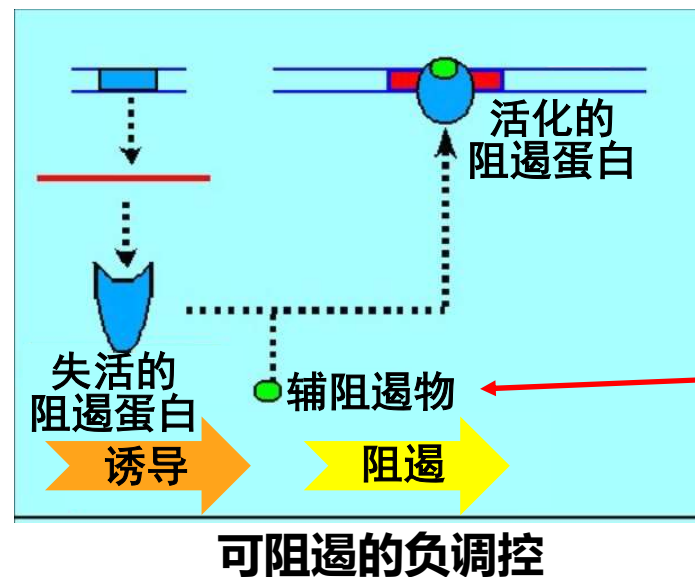 活化的
阻遏蛋白
失活的
阻遏蛋白
辅阻遏物
诱导
阻遏
可阻遏的负调控